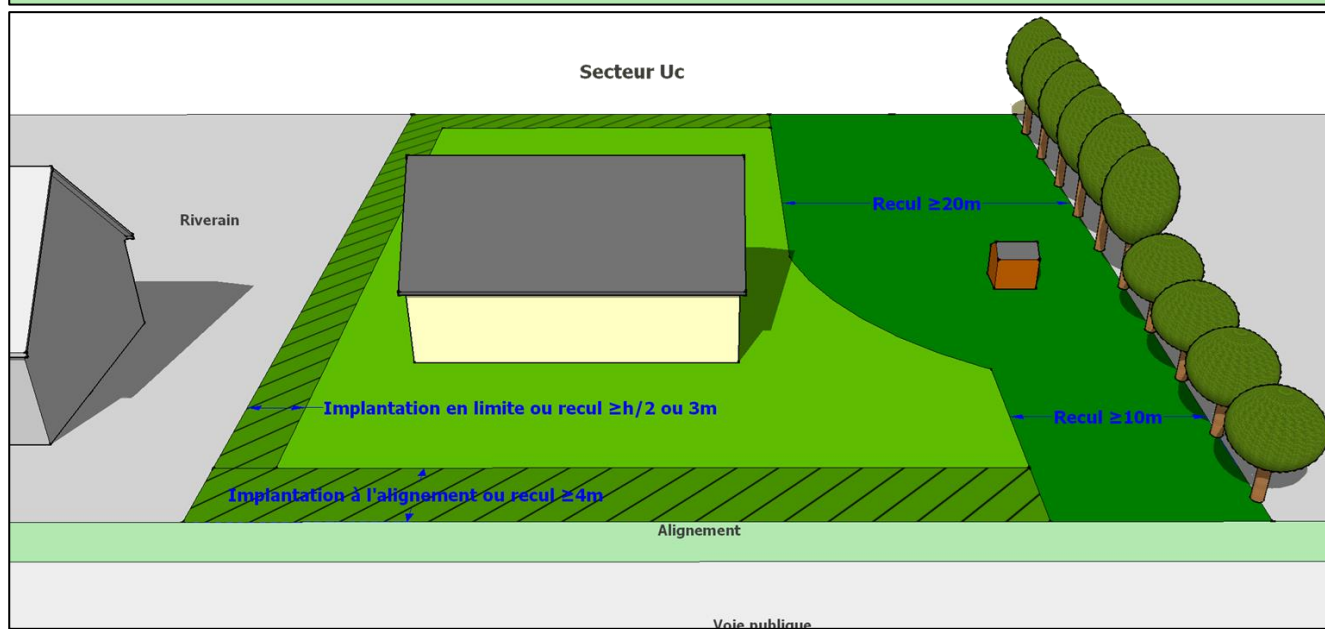 Secteur Uc
Recul ≥20m
Riverain
Implantation en limite ou recul ≥h/2 ou 3m
Recul ≥10m
Implantation à l'alignement ou recul ≥4m
Alignement
Voie publique